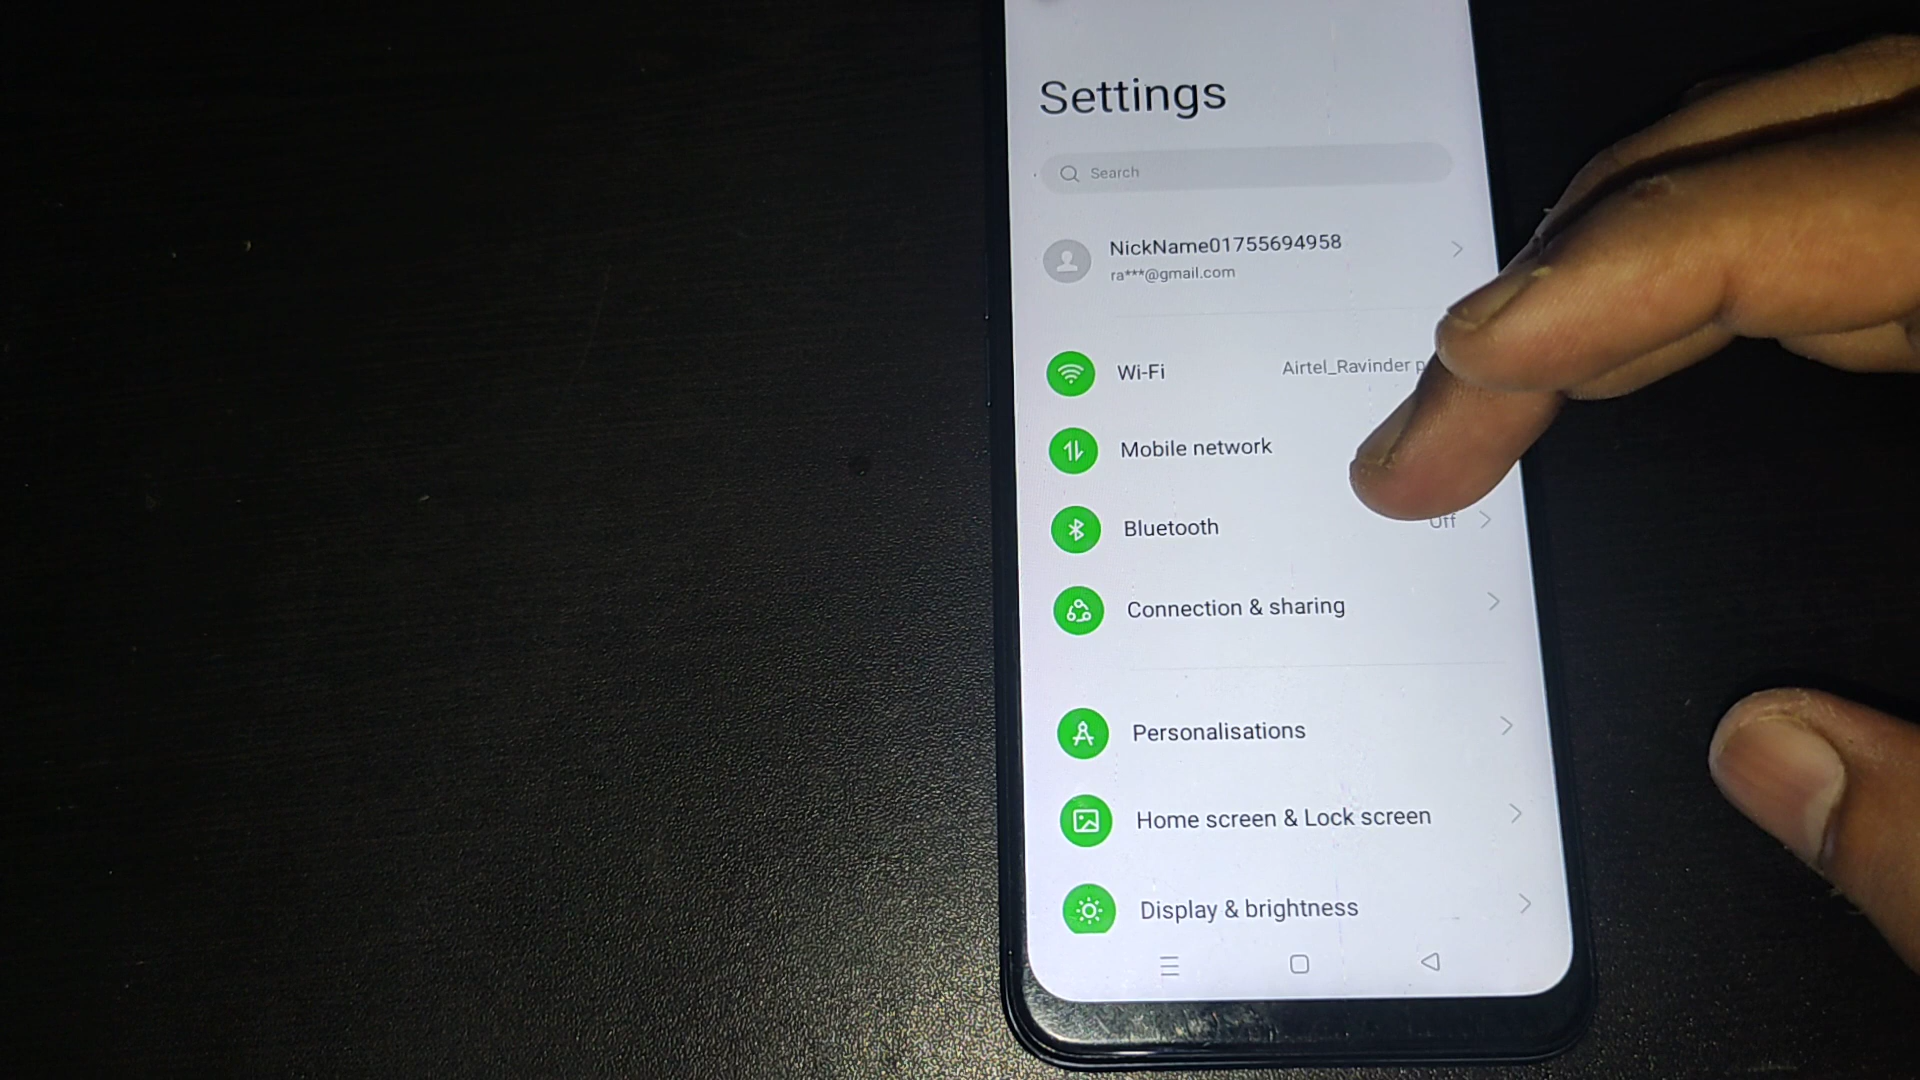 Settings
Search
NickName01755694958
ra***@gmail.com
Wi-Fi Airtel_Ravinder
Mobile network
Bluetooth Off
Connection & sharing
Personalisations
Home screen & Lock screen
Display & brightness